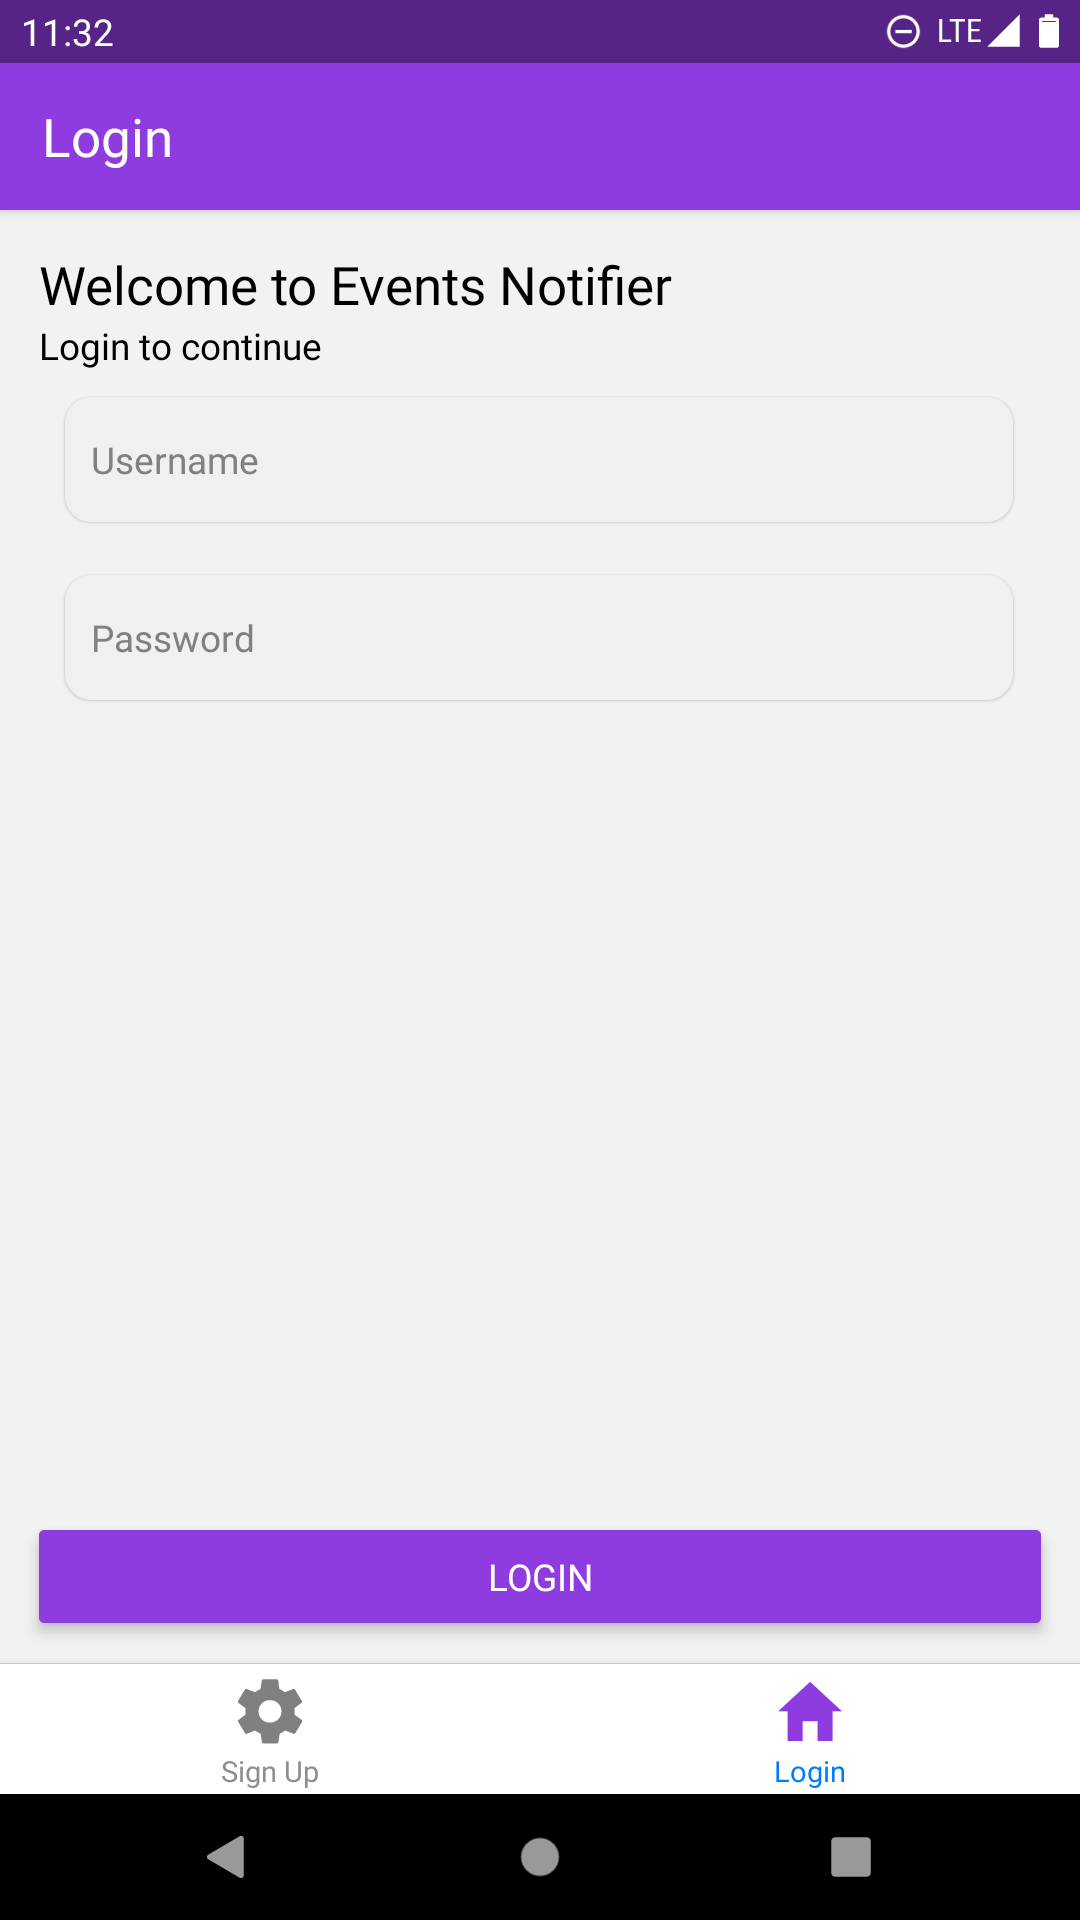 11:32 LTE
Login
Welcome to Events Notifier
Login to continue
Username
Password
LOGIN
Sign Up Login